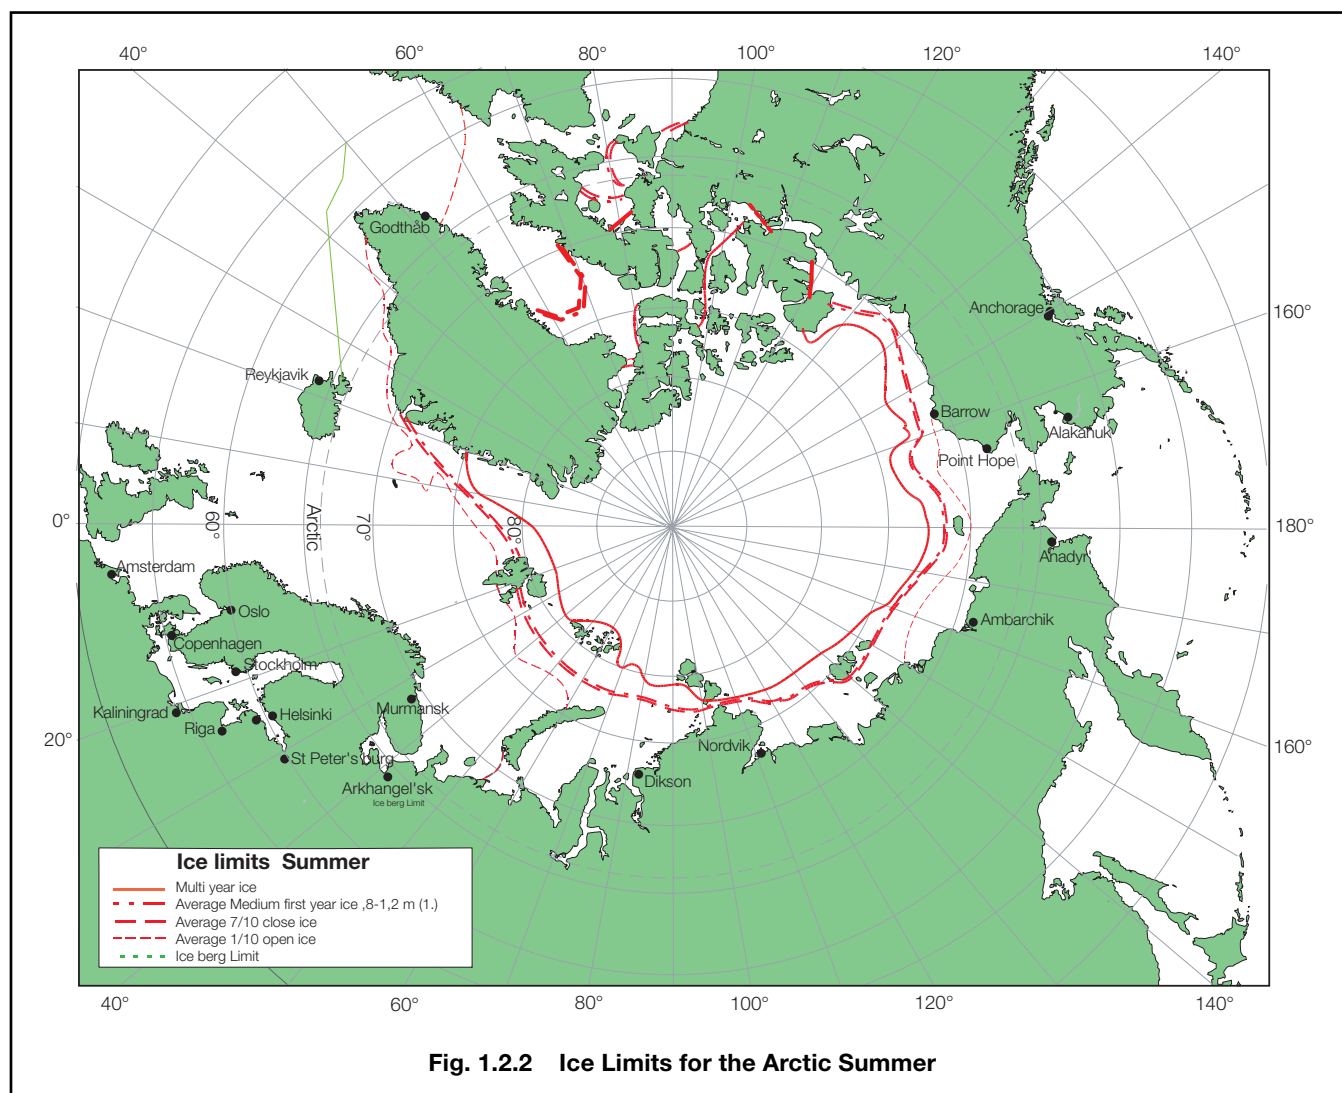 40°
60°
80°
100°
120°
140°
Godthåb
Anchorage
160°
Reykjavik
Barrow
Alakanuk
Point Hope
0°
60°
Arctic
70°
80°
180°
Anadyr
Amsterdam
Oslo
Ambarchik
Copenhagen
Stockholm
Murmansk
Kaliningrad
Riga
Helsinki
20°
Nordvik
160°
St Peter's burg
Dikson
Arkhangel'sk
Ice berg Limit
Ice limits Summer
Multi year ice
Average Medium first year ice ,8-1,2 m (1.)
Average 7/10 close ice
Average 1/10 open ice
Ice berg Limit
40°
60°
80°
100°
120°
140°
Fig. 1.2.2 Ice Limits for the Arctic Summer